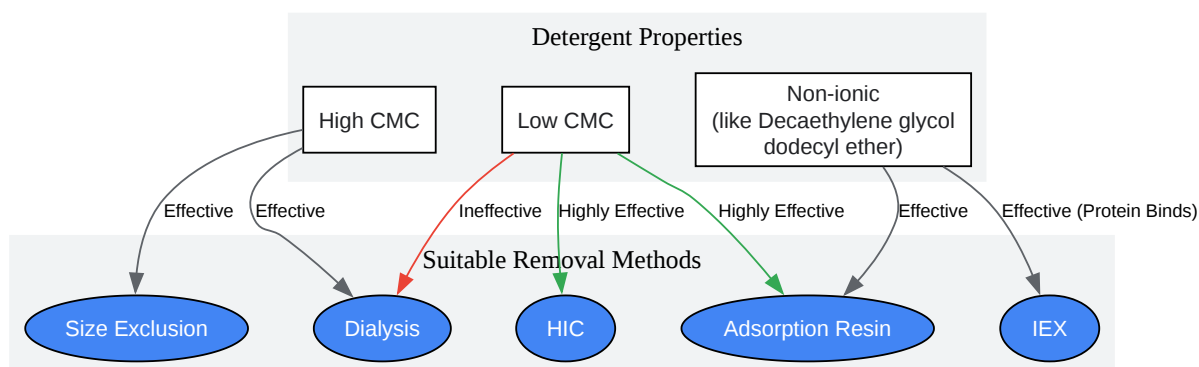 Detergent Properties
High CMC
Low CMC
Non-ionic
(like Decaethylene glycol
dodecyl ether)
Effective
Effective
Ineffective
Highly Effective
Highly Effective
Effective
Effective (Protein Binds)
Suitable Removal Methods
Size Exclusion
Dialysis
HIC
Adsorption Resin
IEX